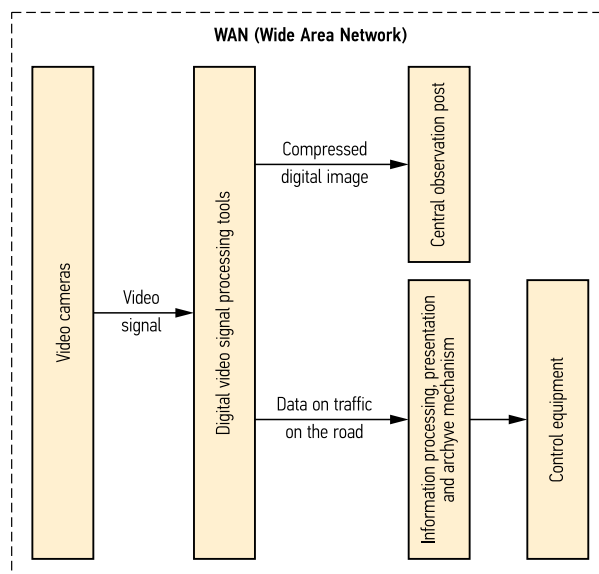 WAN (Wide Area Network)
Video cameras
Video
signal
Digital video signal processing tools
Compressed
digital image
Central observation post
Data on traffic
on the road
Information processing, presentation
and archyve mechanism
Control equipment